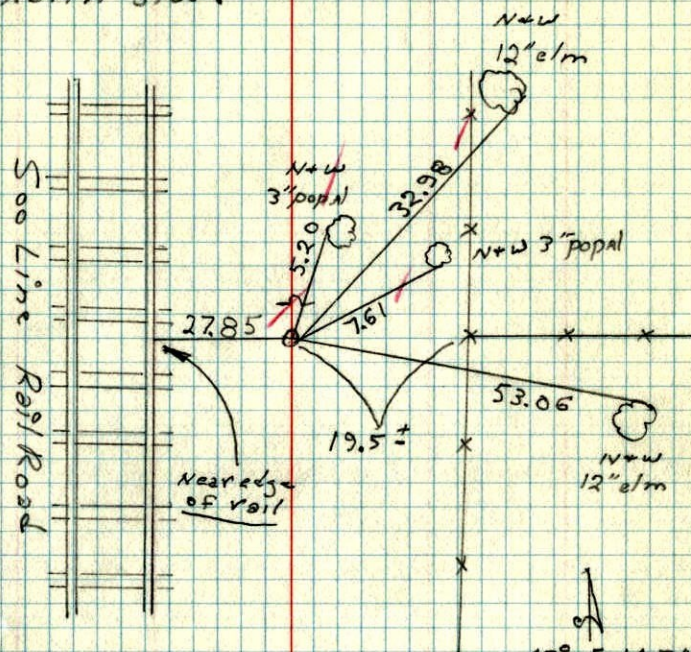 N+W
12" elm
N+W
3" popal
32.98
5.20
N+W 3" popal
7.61
27.85
53.06
19.5±
N+W
12" elm
Near edge
of rail
Soo Line Rail Road